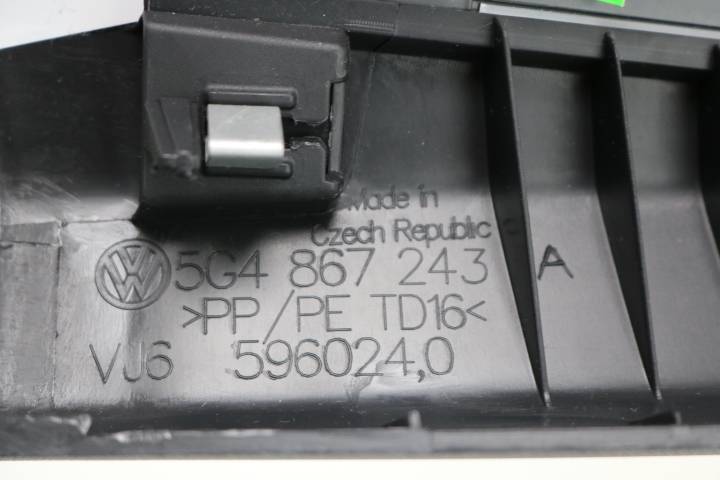 Made in
Czech Republic
5G4 867 243 A
>PP/PE TD16<
VJ6 596024,0